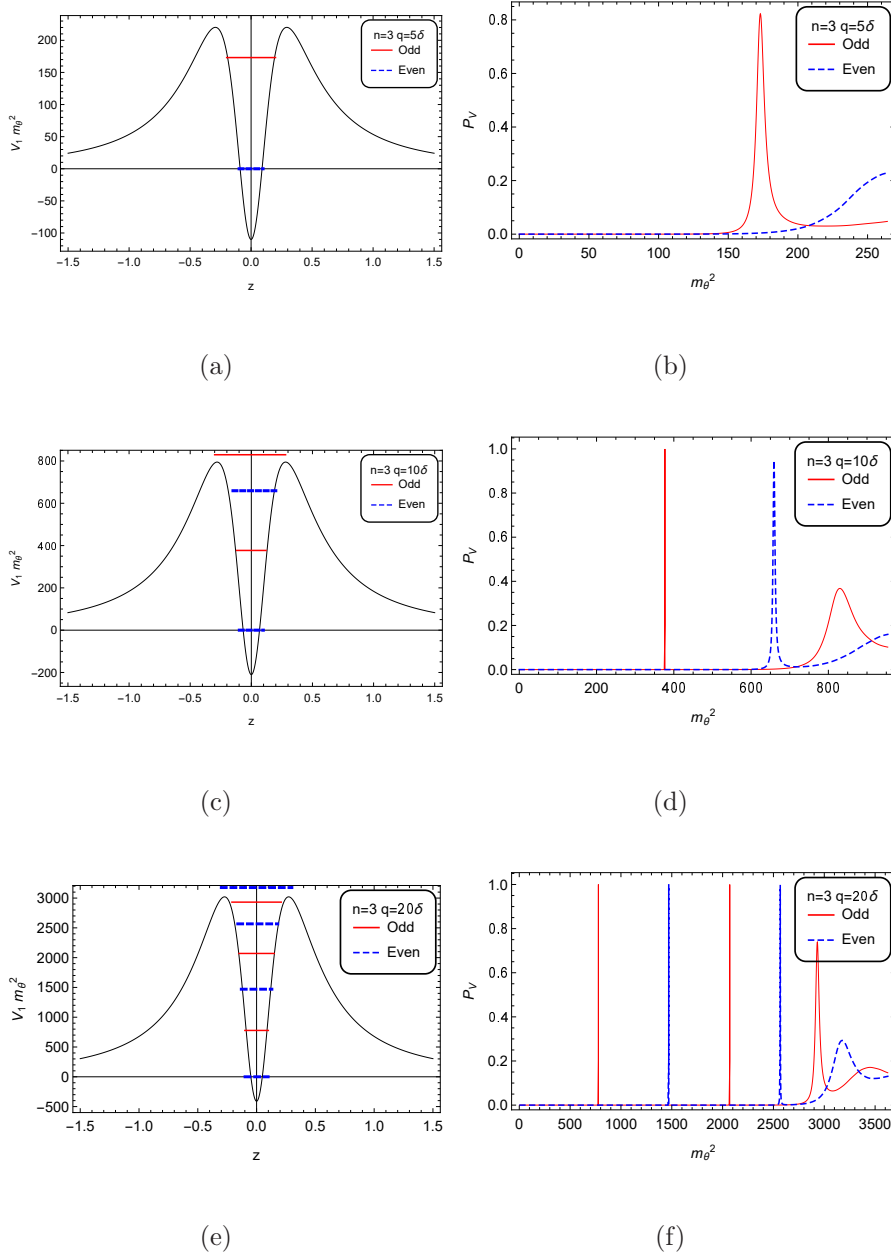 n=3 q=5δ
Odd
Even
V₁ mθ²
200
150
100
50
0
−50
−100
−1.5 −1.0 −0.5 0.0 0.5 1.0 1.5
z
(a)
n=3 q=5δ
Odd
Even
P_V
0.8
0.6
0.4
0.2
0.0
0 50 100 150 200 250
mθ²
(b)
n=3 q=10δ
Odd
Even
V₁ mθ²
800
600
400
200
0
−200
−1.5 −1.0 −0.5 0.0 0.5 1.0 1.5
z
(c)
n=3 q=10δ
Odd
Even
P_V
1.0
0.8
0.6
0.4
0.2
0.0
0 200 400 600 800
mθ²
(d)
n=3 q=20δ
Odd
Even
V₁ mθ²
3000
2500
2000
1500
1000
500
0
−500
−1.5 −1.0 −0.5 0.0 0.5 1.0 1.5
z
(e)
n=3 q=20δ
Odd
Even
P_V
1.0
0.8
0.6
0.4
0.2
0.0
0 500 1000 1500 2000 2500 3000 3500
mθ²
(f)